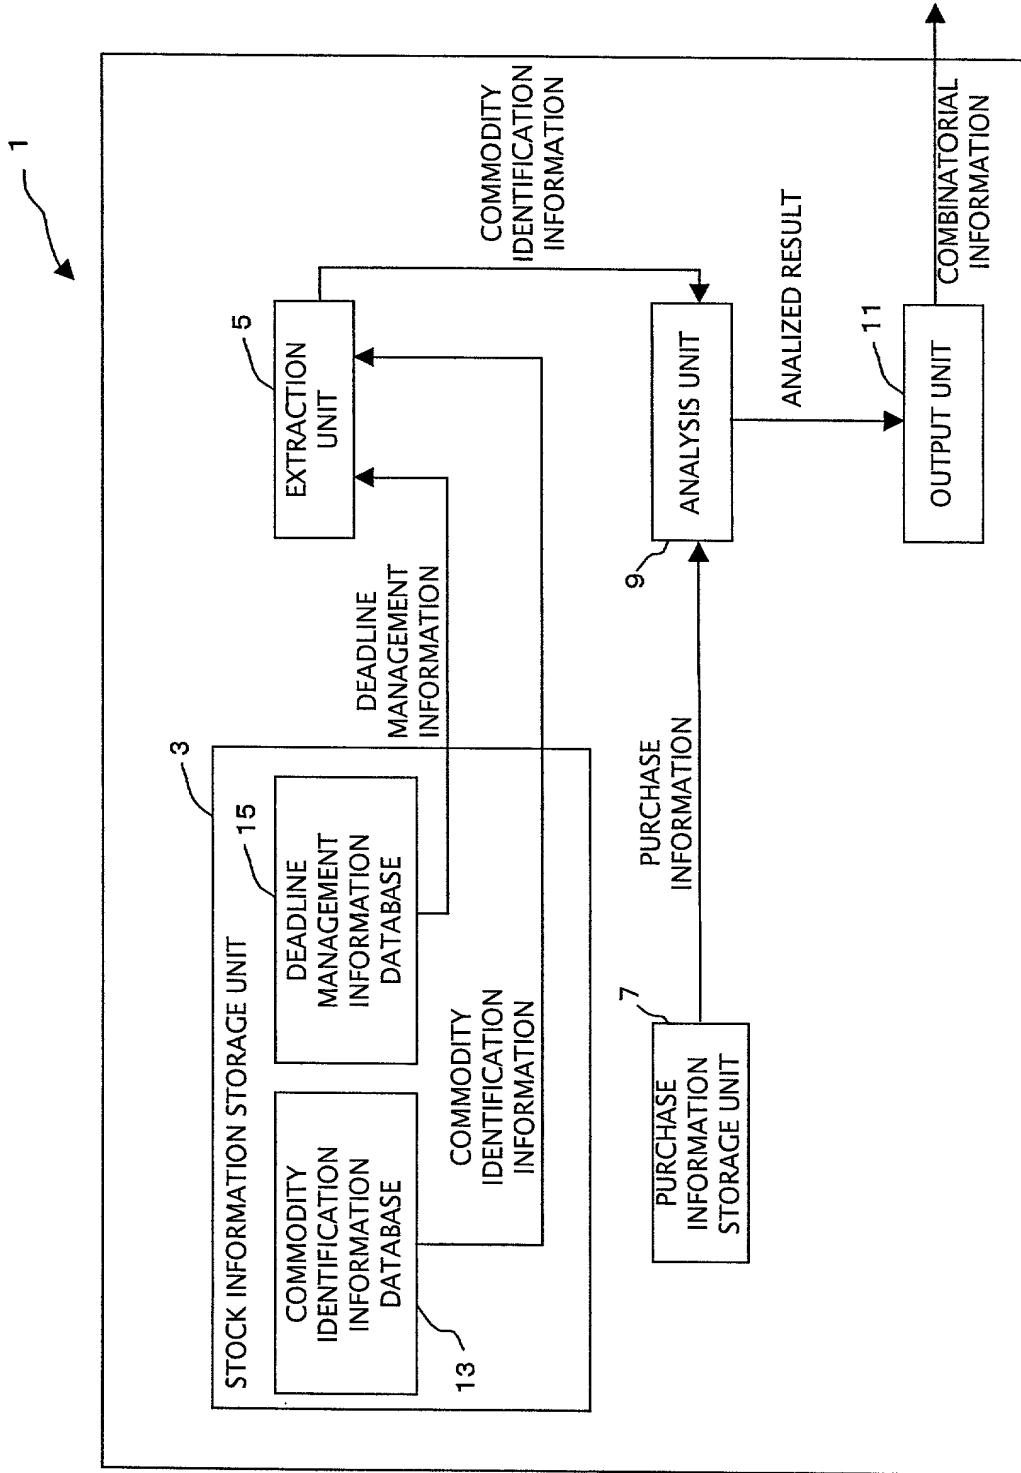 1
STOCK INFORMATION STORAGE UNIT
3
COMMODITY
IDENTIFICATION
INFORMATION
DATABASE
13
DEADLINE
MANAGEMENT
INFORMATION
DATABASE
15
DEADLINE
MANAGEMENT
INFORMATION
COMMODITY
IDENTIFICATION
INFORMATION
EXTRACTION
UNIT
5
COMMODITY
IDENTIFICATION
INFORMATION
PURCHASE
INFORMATION
STORAGE UNIT
7
PURCHASE
INFORMATION
ANALYSIS UNIT
9
ANALIZED RESULT
OUTPUT UNIT
11
COMBINATORIAL
INFORMATION